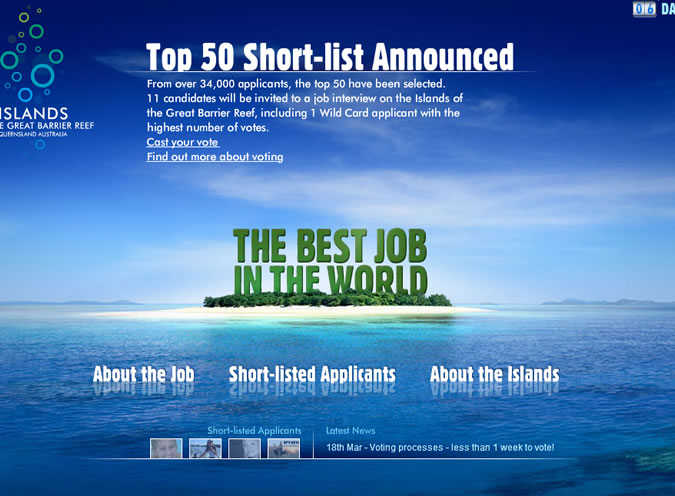 06 DA
Top 50 Short-list Announced
From over 34,000 applicants, the top 50 have been selected.
11 candidates will be invited to a job interview on the Islands of
the Great Barrier Reef, including 1 Wild Card applicant with the
highest number of votes.
Cast your vote
Find out more about voting
ISLANDS
E GREAT BARRIER REEF
QUEENSLAND AUSTRALIA
THE BEST JOB
IN THE WORLD
About the Job
Short-listed Applicants
About the Islands
Short-listed Applicants
Latest News
18th Mar - Voting processes - less than 1 week to vote!